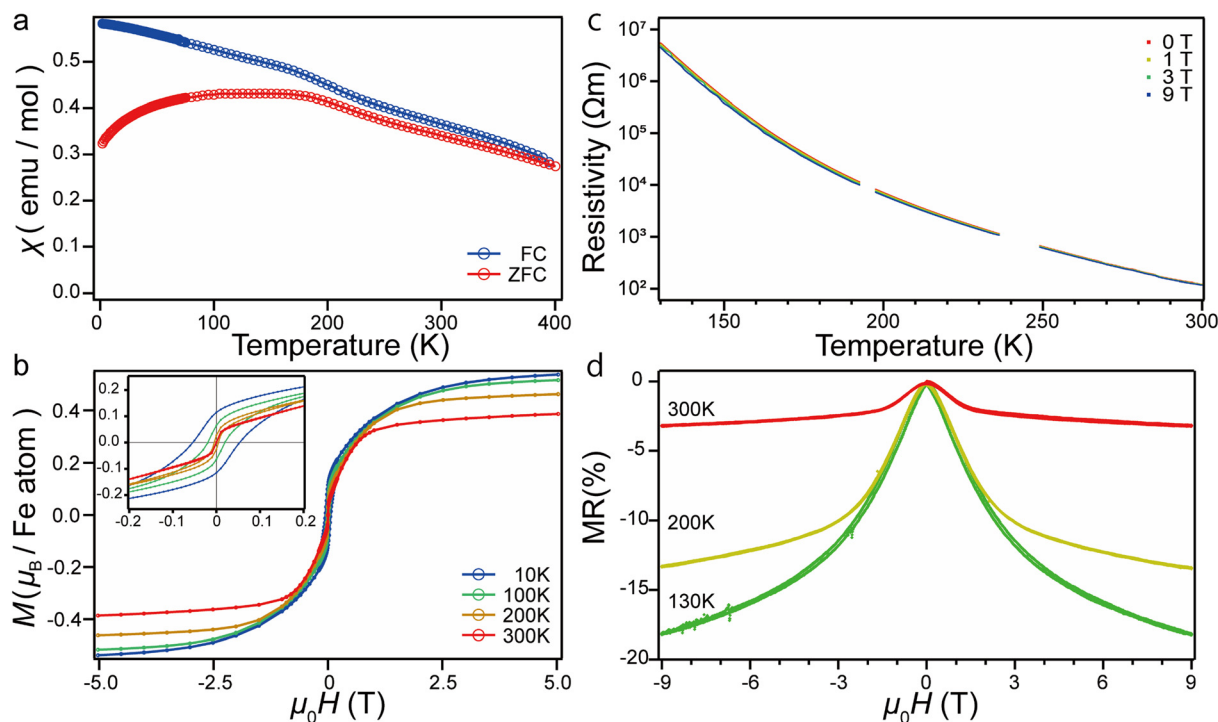 a
χ ( emu / mol )
0.5
0.4
0.3
0.2
0.1
0.0
FC
ZFC
0 100 200 300 400
Temperature (K)
c
Resistivity (Ωm)
10⁷
10⁶
10⁵
10⁴
10³
10²
0 T
1 T
3 T
9 T
150 200 250 300
Temperature (K)
b
M (μB / Fe atom)
0.4
0.2
0.0
-0.2
-0.4
0.2
0.1
0.0
-0.1
-0.2
-0.2 -0.1 0 0.1 0.2
10K
100K
200K
300K
-5.0 -2.5 0 2.5 5.0
μ₀H (T)
d
MR(%)
0
-5
-10
-15
-20
300K
200K
130K
-9 -6 -3 0 3 6 9
μ₀H (T)